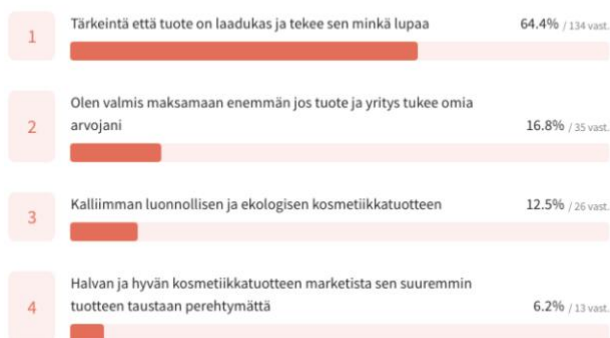 1
Tärkeintä että tuote on laadukas ja tekee sen minkä lupaa
64.4% / 134 vast.
2
Olen valmis maksamaan enemmän jos tuote ja yritys tukee omia
arvojani
16.8% / 35 vast.
3
Kalliimman luonnollisen ja ekologisen kosmetiikkatuotteen
12.5% / 26 vast.
4
Halvan ja hyvän kosmetiikkatuotteen marketista sen suuremmin
tuotteen taustaan perehtymättä
6.2% / 13 vast.